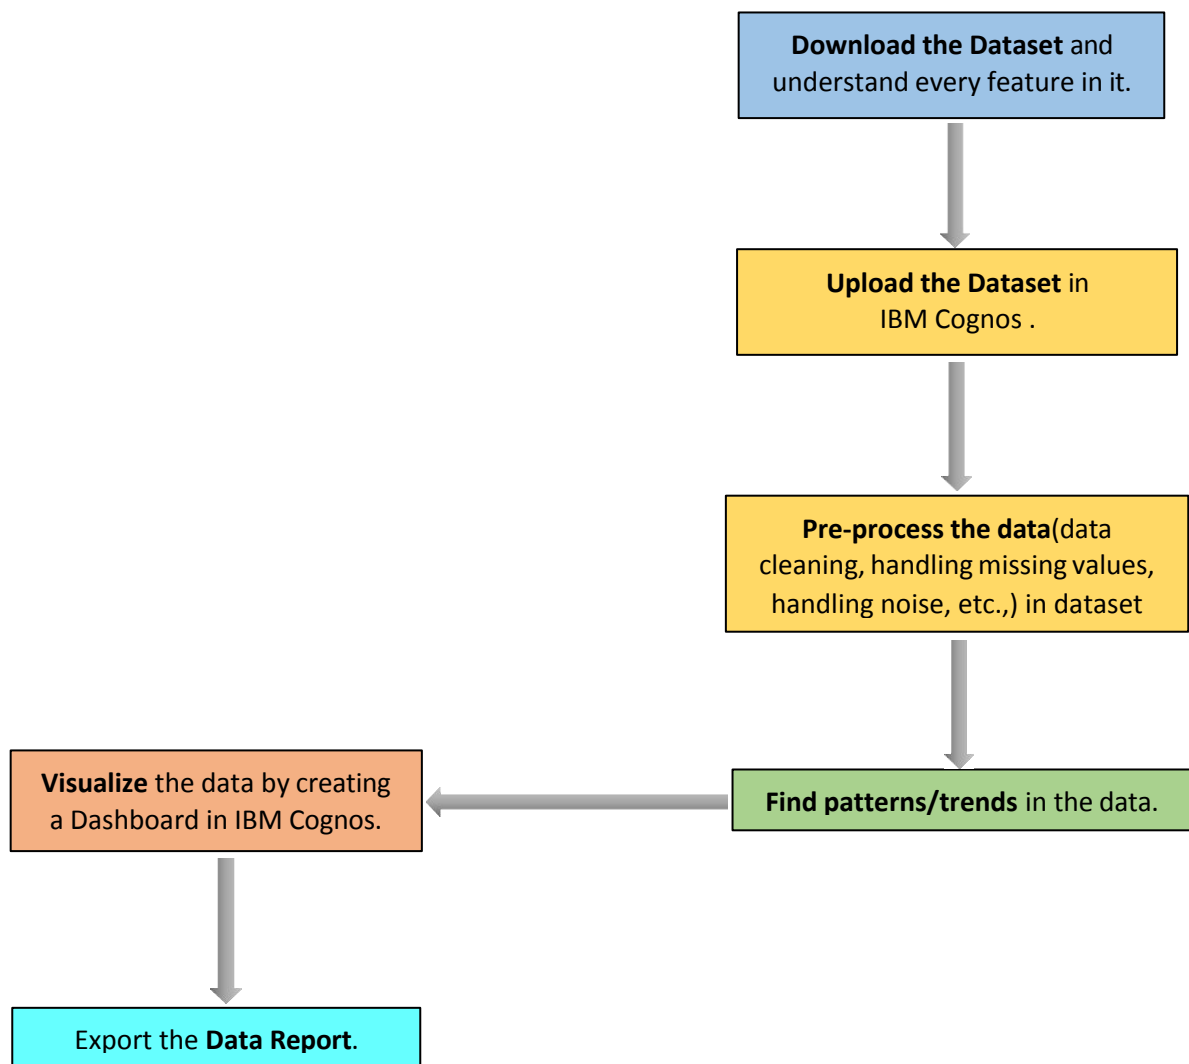 Download the Dataset and
understand every feature in it.
Upload the Dataset in
IBM Cognos .
Pre-process the data(data
cleaning, handling missing values,
handling noise, etc.,) in dataset
Find patterns/trends in the data.
Visualize the data by creating
a Dashboard in IBM Cognos.
Export the Data Report.